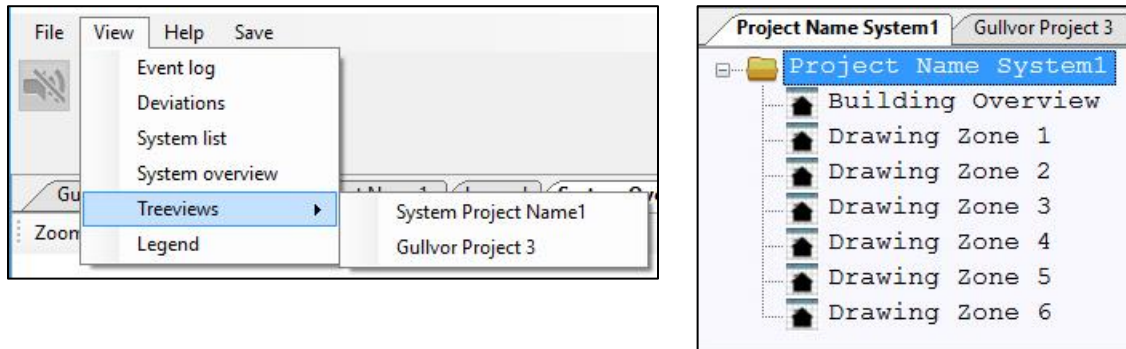 File View Help Save
Event log
Deviations
System list
System overview
Treeviews
Legend
System Project Name1
Gullvor Project 3
Project Name System1 Gullvor Project 3
Project Name System1
Building Overview
Drawing Zone 1
Drawing Zone 2
Drawing Zone 3
Drawing Zone 4
Drawing Zone 5
Drawing Zone 6